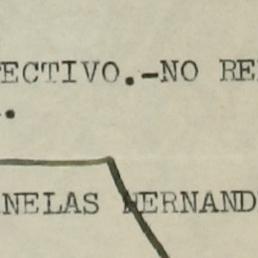 ECTIVO.-NO RE
.
NELAS HERNAND